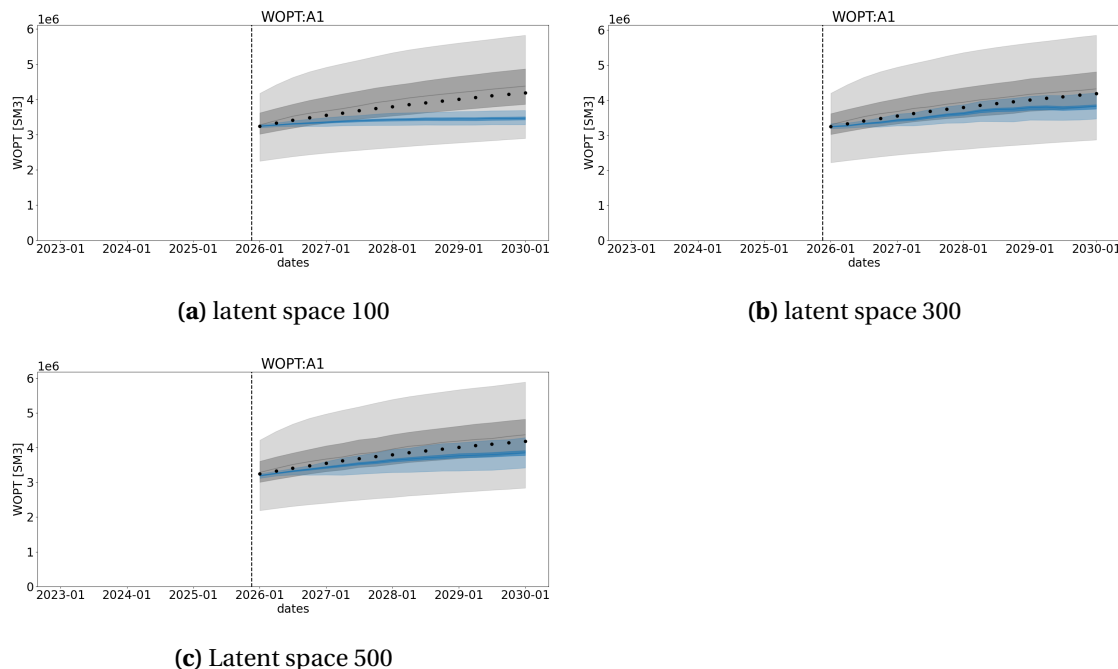 WOPT:A1
1e6
6
5
4
3
2
1
0
WOPT [SM3]
2023-01 2024-01 2025-01 2026-01 2027-01 2028-01 2029-01 2030-01
dates
(a) latent space 100
WOPT:A1
1e6
6
5
4
3
2
1
0
WOPT [SM3]
2023-01 2024-01 2025-01 2026-01 2027-01 2028-01 2029-01 2030-01
dates
(b) latent space 300
WOPT:A1
1e6
6
5
4
3
2
1
0
WOPT [SM3]
2023-01 2024-01 2025-01 2026-01 2027-01 2028-01 2029-01 2030-01
dates
(c) Latent space 500